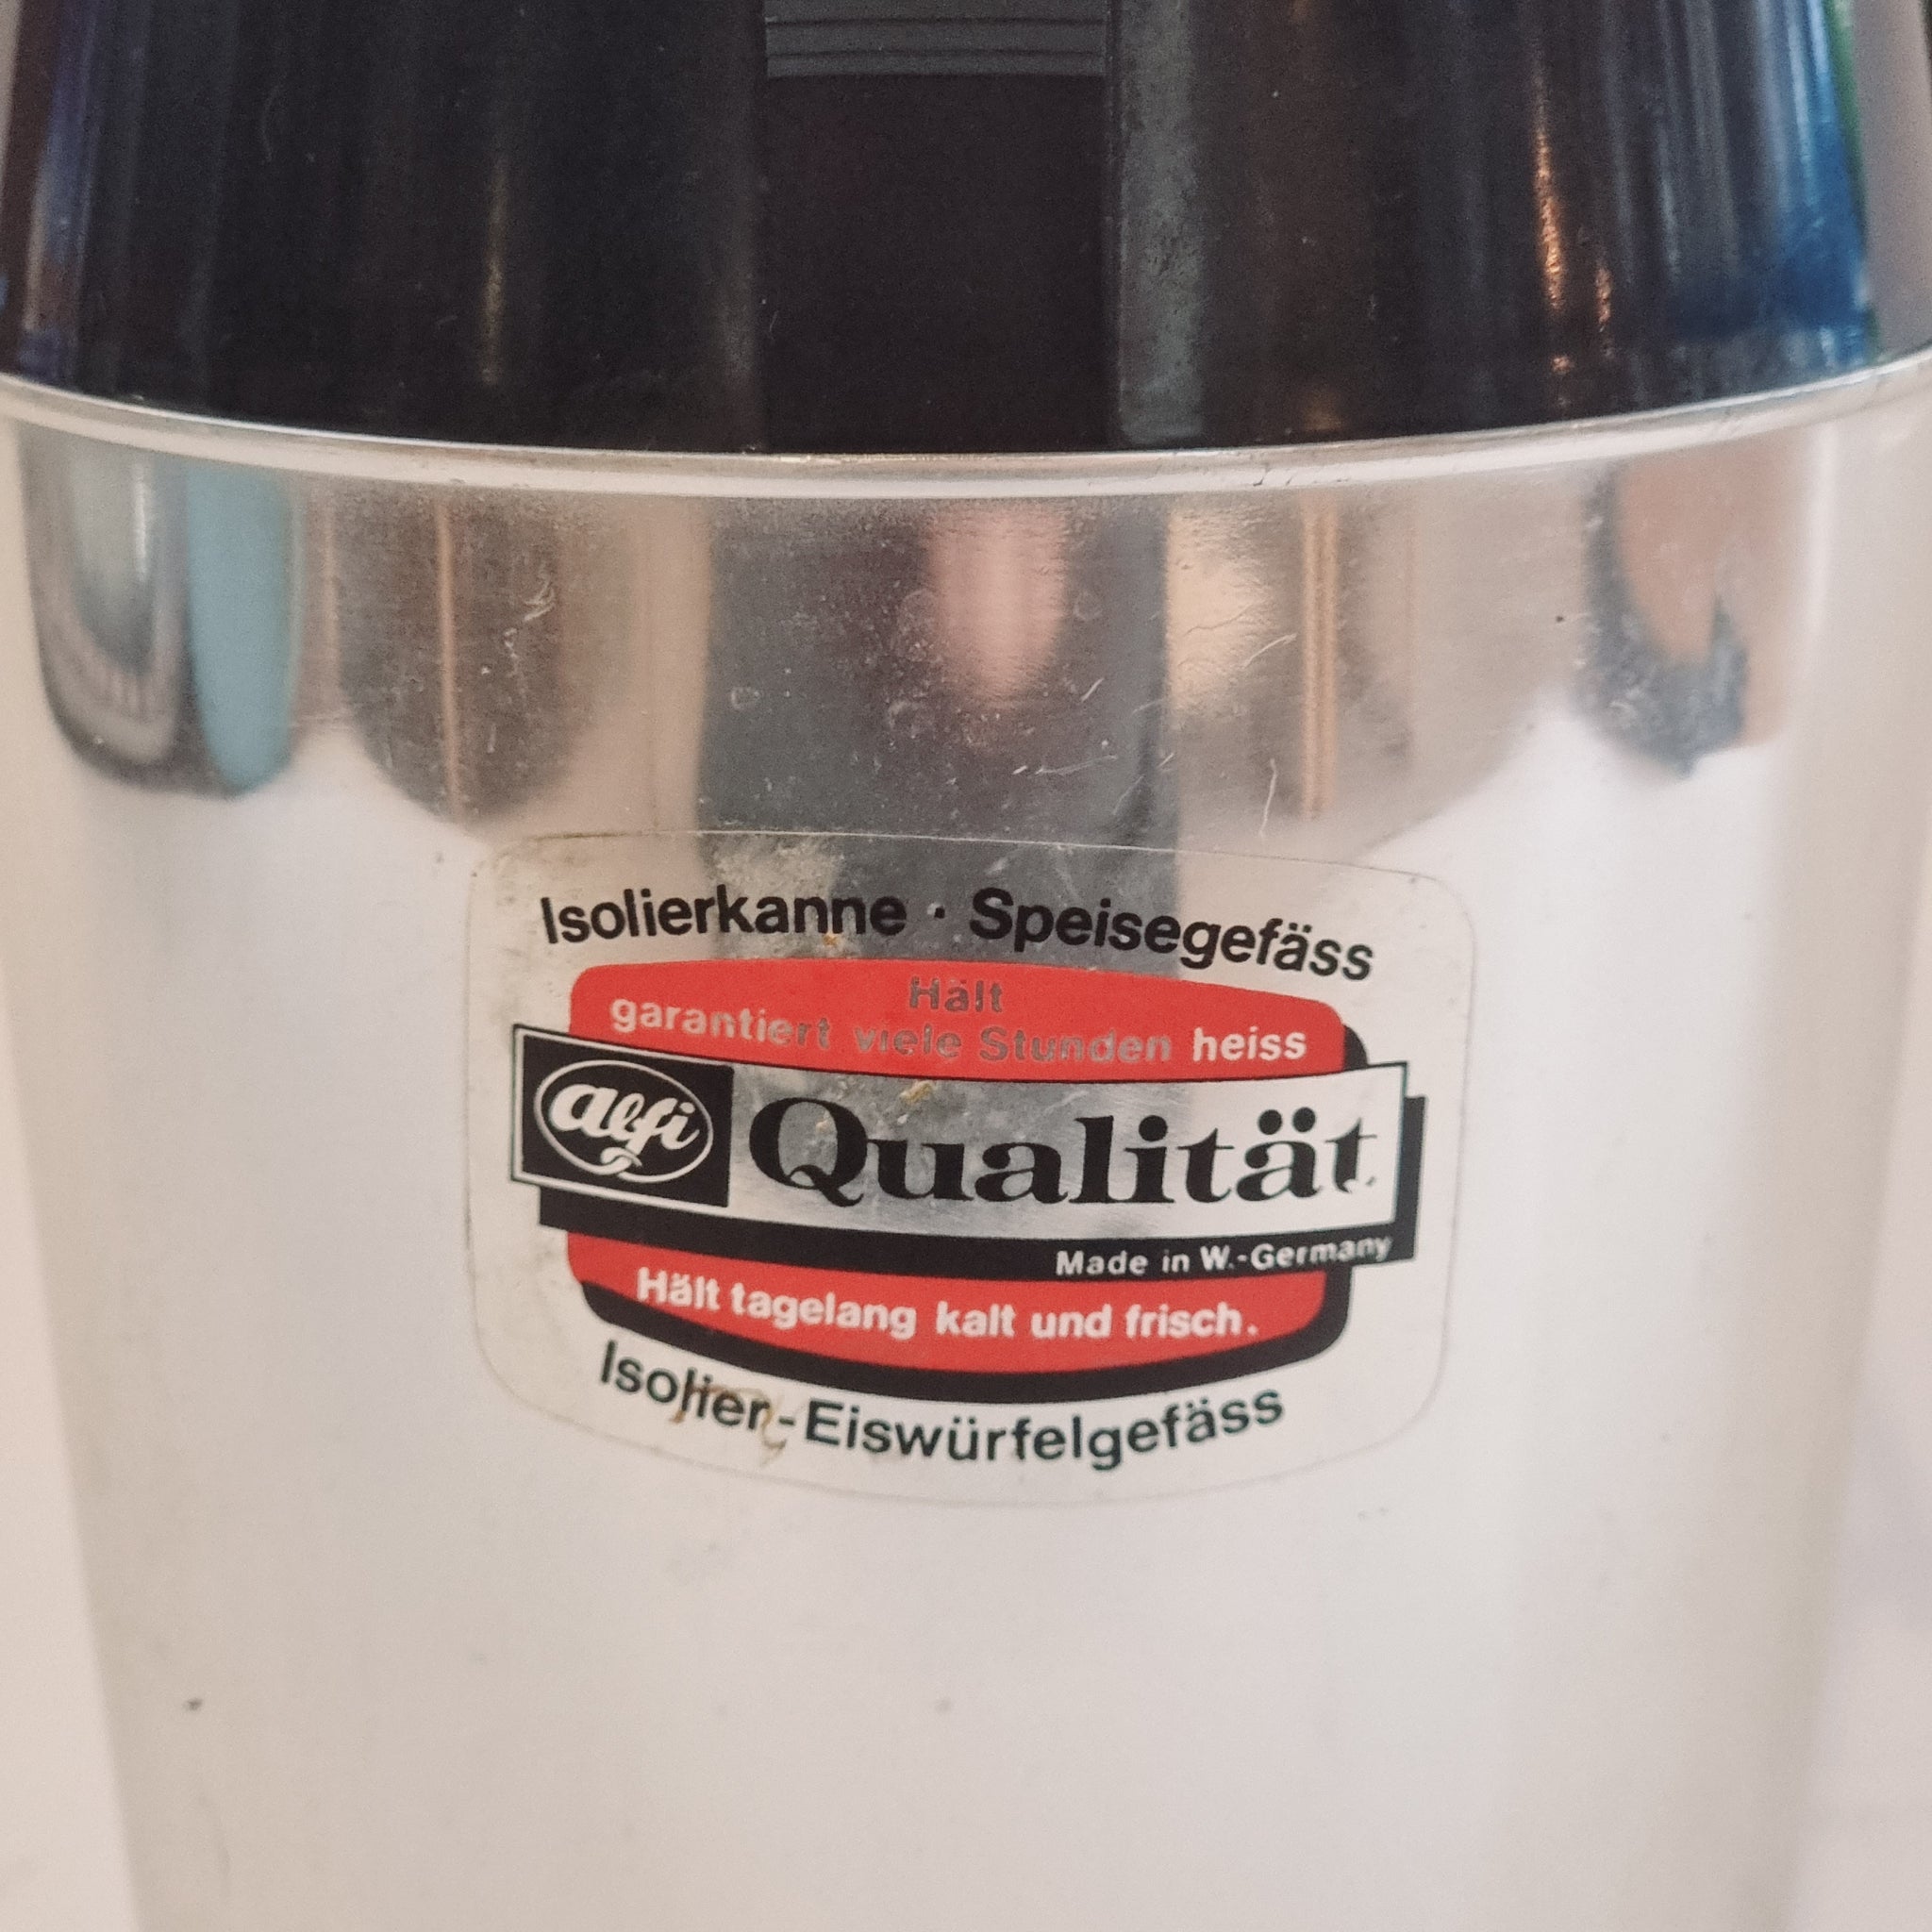 Isolierkanne · Speisegefäss
Hält
garantiert viele Stunden heiss
alfi Qualität
Made in W.-Germany
Hält tagelang kalt und frisch.
Isolier-Eiswürfelgefäss